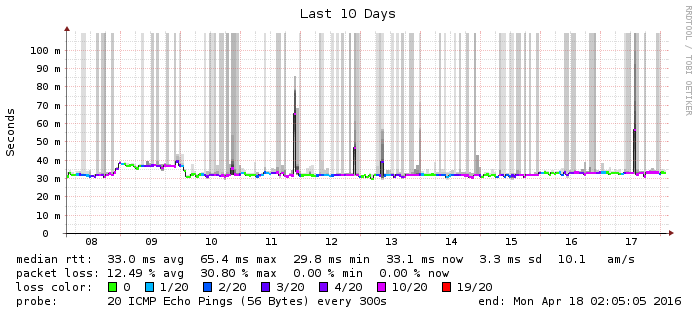 Last 10 Days
RRDTOOL / TOBI OETIKER
Seconds
100 m
90 m
80 m
70 m
60 m
50 m
40 m
30 m
20 m
10 m
0
08 09 10 11 12 13 14 15 16 17
median rtt: 33.0 ms avg 65.4 ms max 29.8 ms min 33.1 ms now 3.3 ms sd 10.1 am/s
packet loss: 12.49 % avg 30.80 % max 0.00 % min 0.00 % now
loss color: 0 1/20 2/20 3/20 4/20 10/20 19/20
probe: 20 ICMP Echo Pings (56 Bytes) every 300s end: Mon Apr 18 02:05:05 2016